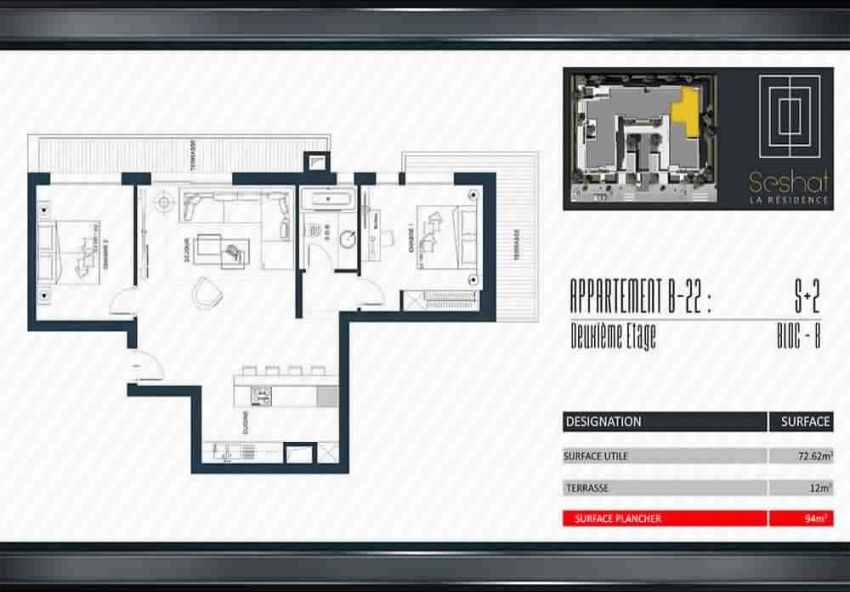 TERRASSE
CHAMBRE 2
SEJOUR
S.D.B
CHAMBRE 1
TERRASSE
CUISINE
Seshat
LA RÉSIDENCE
APPARTEMENT B-22 : S+2
Deuxième Etage BLOC - B
DESIGNATION SURFACE
SURFACE UTILE 72.62m²
TERRASSE 12m²
SURFACE PLANCHER 94m²